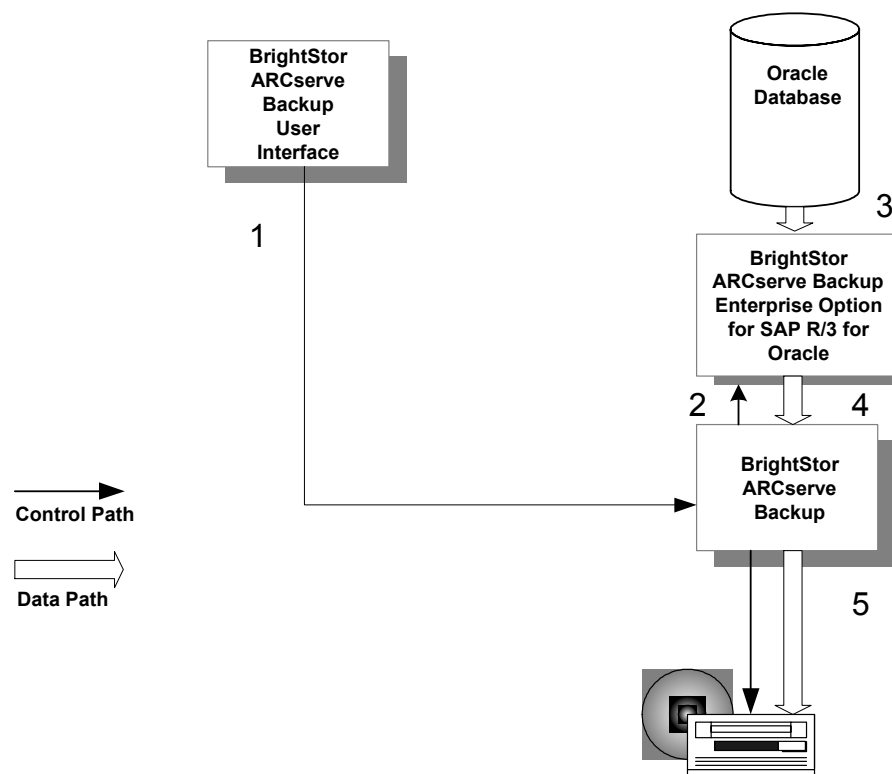 BrightStor
ARCserve
Backup
User
Interface
Oracle
Database
1
3
BrightStor
ARCserve Backup
Enterprise Option
for SAP R/3 for
Oracle
2
4
BrightStor
ARCserve
Backup
Control Path
Data Path
5